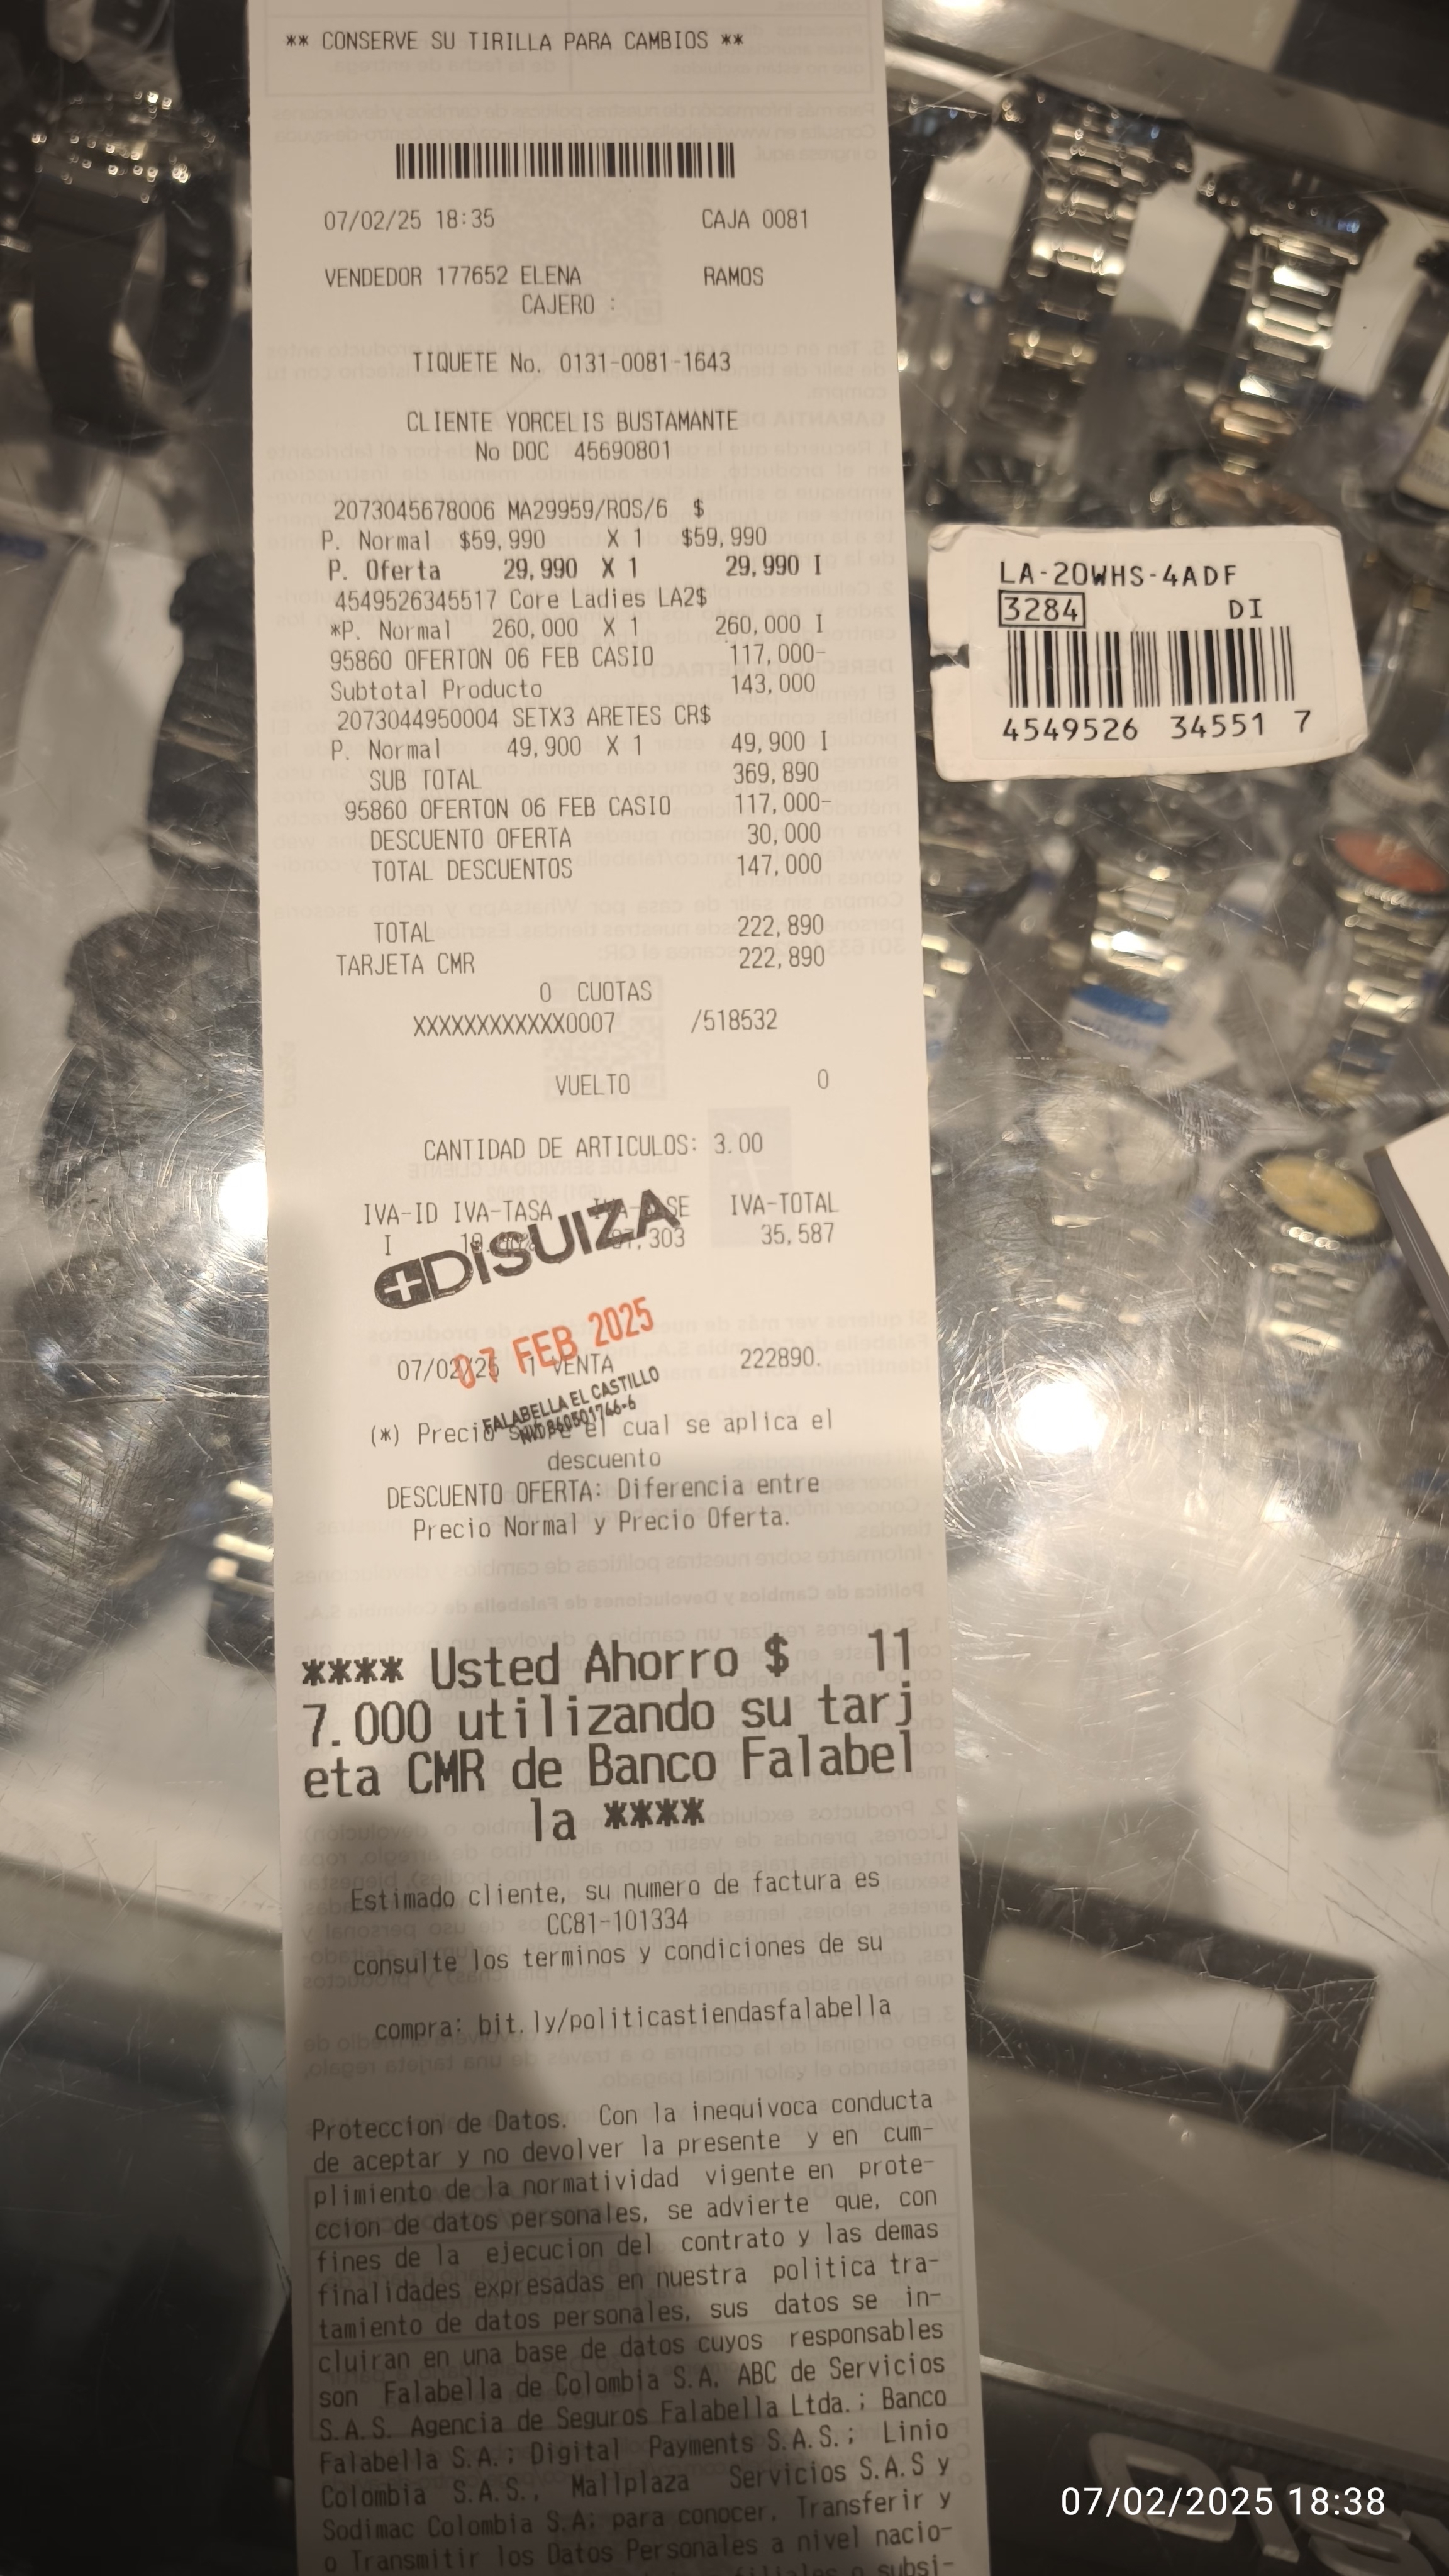 ** CONSERVE SU TIRILLA PARA CAMBIOS **
07/02/25 18:35 CAJA 0081
VENDEDOR 177652 ELENA RAMOS
CAJERO :
TIQUETE No. 0131-0081-1643
CLIENTE YORCELIS BUSTAMANTE
No DOC 45690801
2073045678006 MA29959/ROS/6 $
P. Normal $59,990 X 1 $59,990
P. Oferta 29,990 X 1 29,990 I
4549526345517 Core Ladies LA2$
*P. Normal 260,000 X 1 260,000 I
95860 OFERTON 06 FEB CASIO 117,000-
Subtotal Producto 143,000
2073044950004 SETX3 ARETES CR$
P. Normal 49,900 X 1 49,900 I
SUB TOTAL 369,890
95860 OFERTON 06 FEB CASIO 117,000-
DESCUENTO OFERTA 30,000
TOTAL DESCUENTOS 147,000
TOTAL 222,890
TARJETA CMR 222,890
0 CUOTAS
XXXXXXXXXXXX0007 /518532
VUELTO 0
CANTIDAD DE ARTICULOS: 3.00
IVA-ID IVA-TASA IVA-TOTAL
I 35,587
DISUIZA
07 FEB 2025
07/02/25 1 VENTA 222890.
FALABELLA EL CASTILLO
NIT 860501746-6
(*) Precio sobre el cual se aplica el
descuento
DESCUENTO OFERTA: Diferencia entre
Precio Normal y Precio Oferta.
**** Usted Ahorro $ 11
7.000 utilizando su tarj
eta CMR de Banco Falabel
la ****
Estimado cliente, su numero de factura es
CC81-101334
consulte los terminos y condiciones de su
compra: bit.ly/politicastiendasfalabella
Proteccion de Datos. Con la inequivoca conducta
de aceptar y no devolver la presente y en cum-
plimiento de la normatividad vigente en prote-
ccion de datos personales, se advierte que, con
fines de la ejecucion del contrato y las demas
finalidades expresadas en nuestra politica tra-
tamiento de datos personales, sus datos se in-
cluiran en una base de datos cuyos responsables
son Falabella de Colombia S.A. ABC de Servicios
S.A.S. Agencia de Seguros Falabella Ltda.; Banco
Falabella S.A.; Digital Payments S.A.S.; Linio
Colombia S.A.S., Mallplaza Servicios S.A.S y
Sodimac Colombia S.A; para conocer, Transferir y
o Transmitir los Datos Personales a nivel nacio-
LA-20WHS-4ADF
3284 DI
4549526 34551 7
07/02/2025 18:38